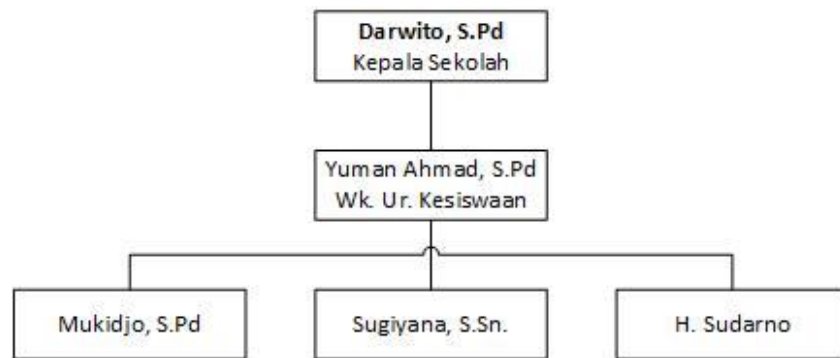 Darwito, S.Pd
Kepala Sekolah
Yuman Ahmad, S.Pd
Wk. Ur. Kesiswaan
Mukidjo, S.Pd
Sugiyana, S.Sn.
H. Sudarno